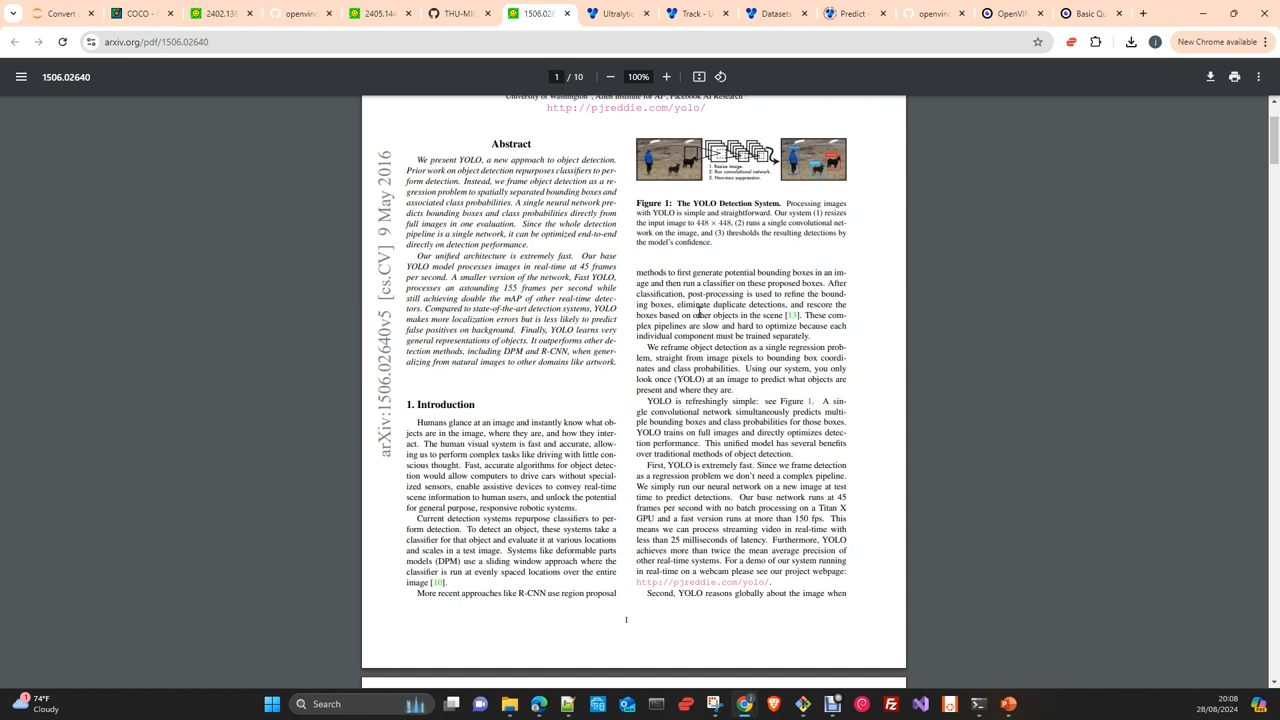 Convert
COCO - C
2402.136
openvin
2405.144
THU-MIC
1506.026
Ultralytic
Track - U
Datasets
Predict -
openvin
OpenVIN
Basic Qu
arxiv.org/pdf/1506.02640
New Chrome available
1506.02640
1 / 10
100%
http://pjreddie.com/yolo/
arXiv:1506.02640v5 [cs.CV] 9 May 2016
Abstract
We present YOLO, a new approach to object detection.
Prior work on object detection repurposes classifiers to per-
form detection. Instead, we frame object detection as a re-
gression problem to spatially separated bounding boxes and
associated class probabilities. A single neural network pre-
dicts bounding boxes and class probabilities directly from
full images in one evaluation. Since the whole detection
pipeline is a single network, it can be optimized end-to-end
directly on detection performance.
Our unified architecture is extremely fast. Our base
YOLO model processes images in real-time at 45 frames
per second. A smaller version of the network, Fast YOLO,
processes an astounding 155 frames per second while
still achieving double the mAP of other real-time detec-
tors. Compared to state-of-the-art detection systems, YOLO
makes more localization errors but is less likely to predict
false positives on background. Finally, YOLO learns very
general representations of objects. It outperforms other de-
tection methods, including DPM and R-CNN, when gener-
alizing from natural images to other domains like artwork.
1. Introduction
Humans glance at an image and instantly know what ob-
jects are in the image, where they are, and how they inter-
act. The human visual system is fast and accurate, allow-
ing us to perform complex tasks like driving with little con-
scious thought. Fast, accurate algorithms for object detec-
tion would allow computers to drive cars without special-
ized sensors, enable assistive devices to convey real-time
scene information to human users, and unlock the potential
for general purpose, responsive robotic systems.
Current detection systems repurpose classifiers to per-
form detection. To detect an object, these systems take a
classifier for that object and evaluate it at various locations
and scales in a test image. Systems like deformable parts
models (DPM) use a sliding window approach where the
classifier is run at evenly spaced locations over the entire
image [10].
More recent approaches like R-CNN use region proposal
1. Resize image.
2. Run convolutional network.
3. Non-max suppression.
Figure 1: The YOLO Detection System. Processing images
with YOLO is simple and straightforward. Our system (1) resizes
the input image to 448 × 448, (2) runs a single convolutional net-
work on the image, and (3) thresholds the resulting detections by
the model's confidence.
methods to first generate potential bounding boxes in an im-
age and then run a classifier on these proposed boxes. After
classification, post-processing is used to refine the bound-
ing boxes, eliminate duplicate detections, and rescore the
boxes based on other objects in the scene [13]. These com-
plex pipelines are slow and hard to optimize because each
individual component must be trained separately.
We reframe object detection as a single regression prob-
lem, straight from image pixels to bounding box coordi-
nates and class probabilities. Using our system, you only
look once (YOLO) at an image to predict what objects are
present and where they are.
YOLO is refreshingly simple: see Figure 1. A sin-
gle convolutional network simultaneously predicts multi-
ple bounding boxes and class probabilities for those boxes.
YOLO trains on full images and directly optimizes detec-
tion performance. This unified model has several benefits
over traditional methods of object detection.
First, YOLO is extremely fast. Since we frame detection
as a regression problem we don't need a complex pipeline.
We simply run our neural network on a new image at test
time to predict detections. Our base network runs at 45
frames per second with no batch processing on a Titan X
GPU and a fast version runs at more than 150 fps. This
means we can process streaming video in real-time with
less than 25 milliseconds of latency. Furthermore, YOLO
achieves more than twice the mean average precision of
other real-time systems. For a demo of our system running
in real-time on a webcam please see our project webpage:
http://pjreddie.com/yolo/.
Second, YOLO reasons globally about the image when
1
74°F
Cloudy
Search
20:08
28/08/2024